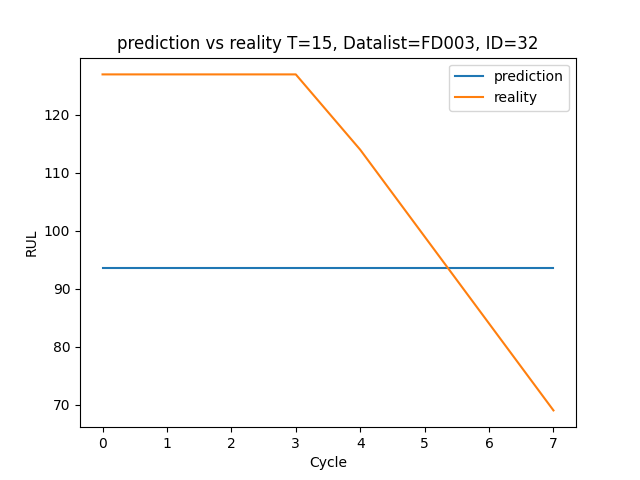 prediction vs reality T=15, Datalist=FD003, ID=32
prediction
reality
120
110
100
90
80
70
RUL
0 1 2 3 4 5 6 7
Cycle